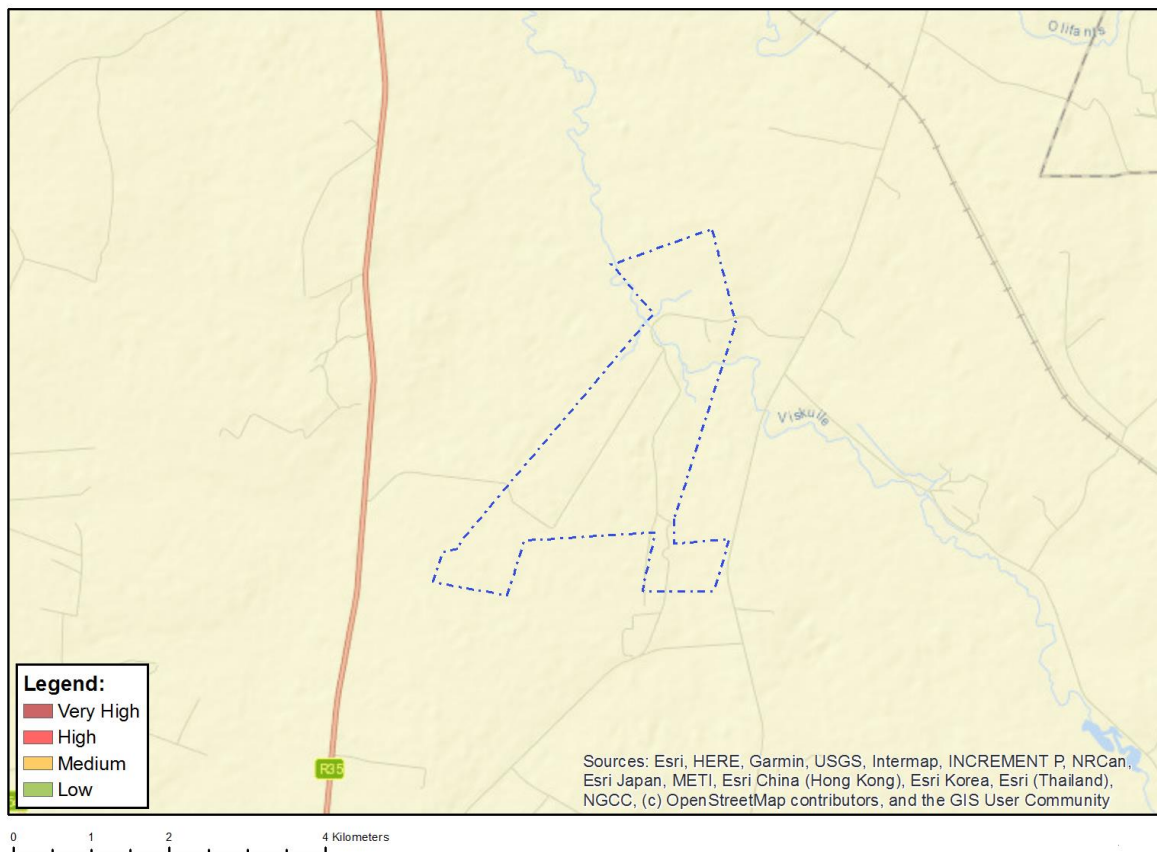 Olifants
Viskuile
Legend:
Very High
High
Medium
Low
R35
Sources: Esri, HERE, Garmin, USGS, Intermap, INCREMENT P, NRCan,
Esri Japan, METI, Esri China (Hong Kong), Esri Korea, Esri (Thailand),
NGCC, (c) OpenStreetMap contributors, and the GIS User Community
0 1 2 4 Kilometers